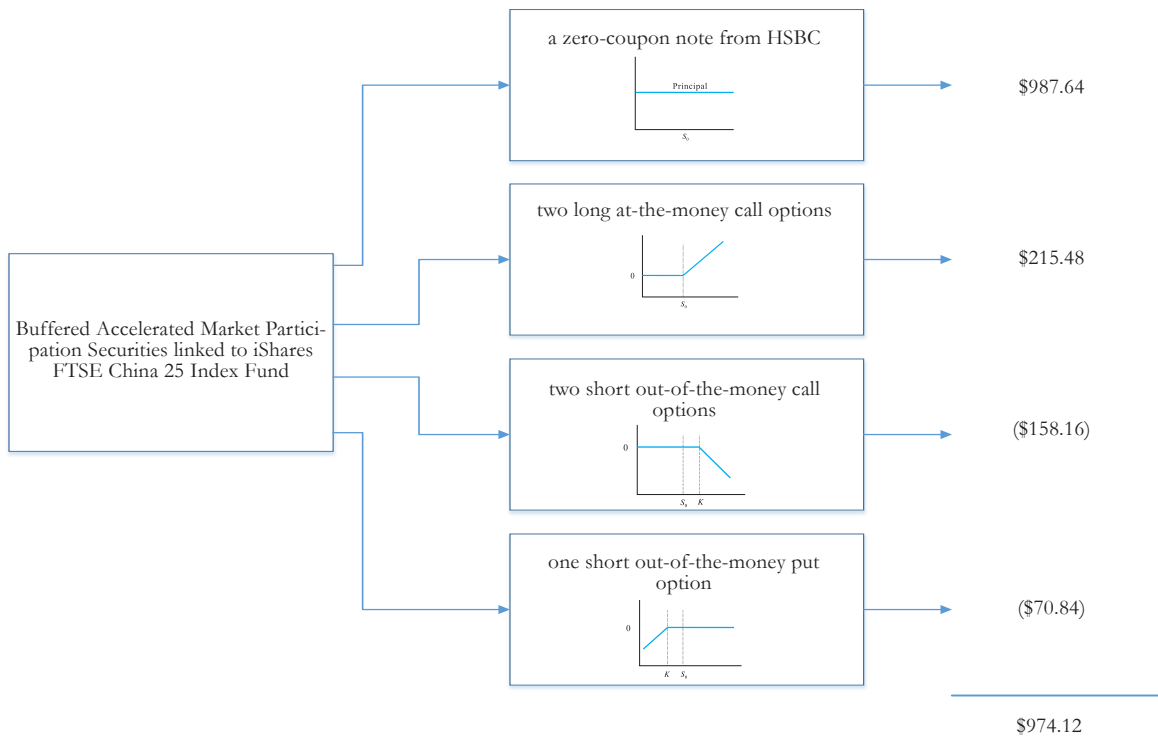 a zero-coupon note from HSBC
Principal
S₀
$987.64
two long at-the-money call options
0
S₀
$215.48
Buffered Accelerated Market Partici-
pation Securities linked to iShares
FTSE China 25 Index Fund
two short out-of-the-money call
options
0
S₀ K
($158.16)
one short out-of-the-money put
option
0
K S₀
($70.84)
$974.12